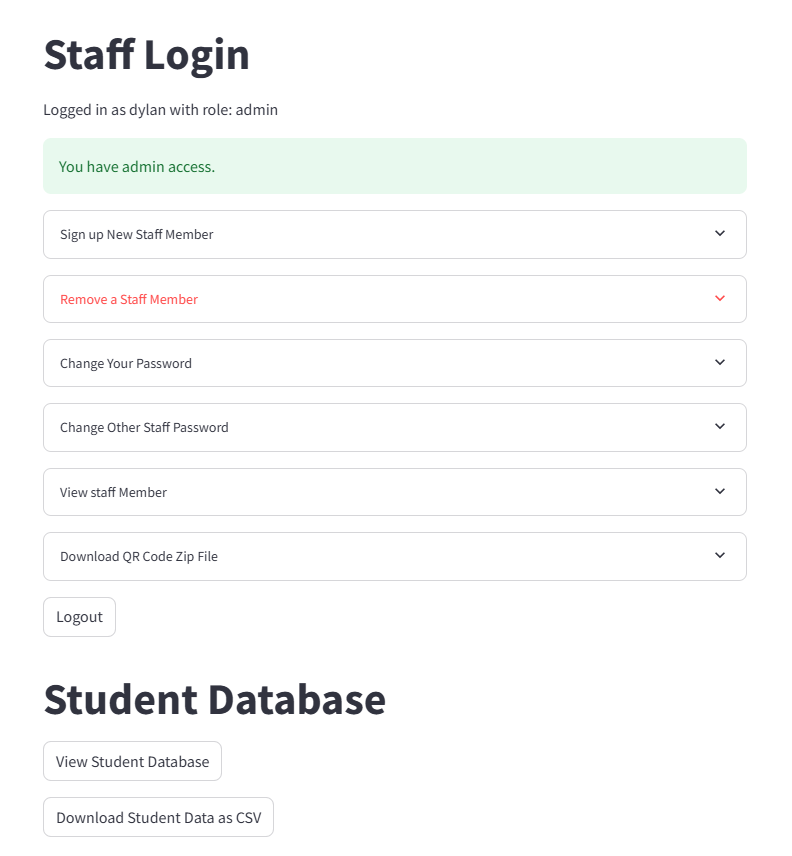 Staff Login
Logged in as dylan with role: admin
You have admin access.
Sign up New Staff Member
Remove a Staff Member
Change Your Password
Change Other Staff Password
View staff Member
Download QR Code Zip File
Logout
Student Database
View Student Database
Download Student Data as CSV